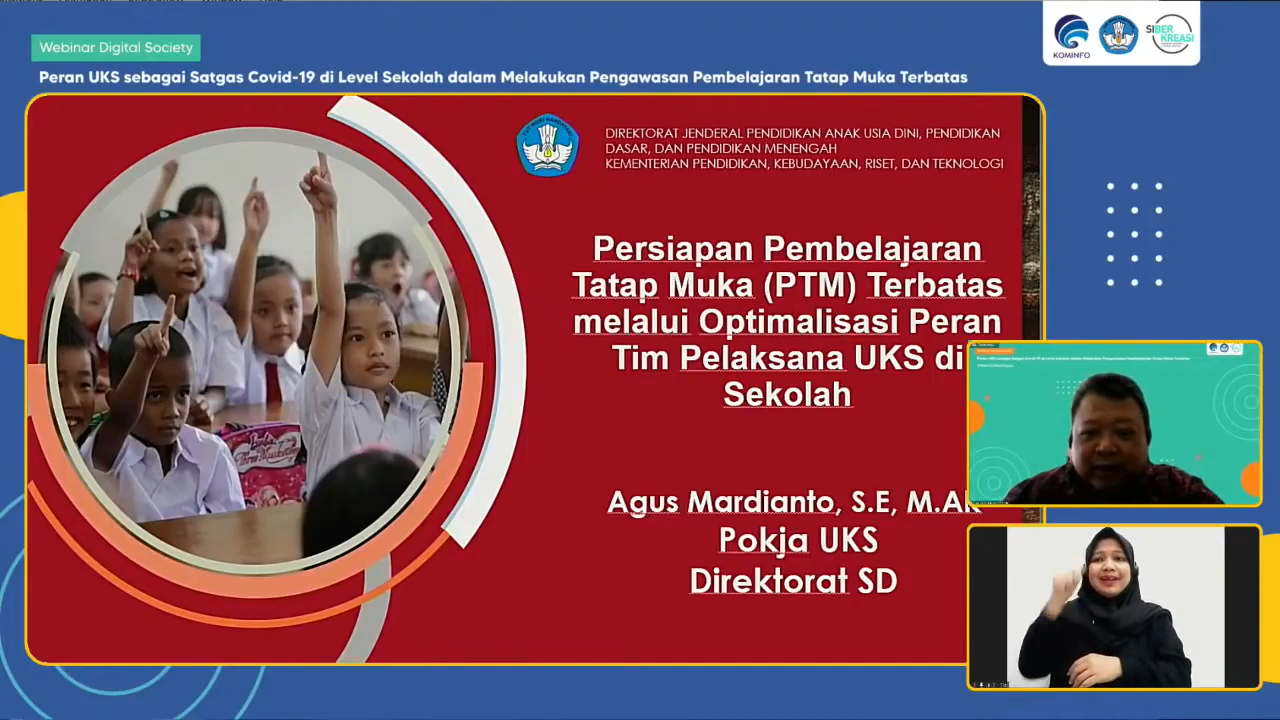 Webinar Digital Society
Peran UKS sebagai Satgas Covid-19 di Level Sekolah dalam Melakukan Pengawasan Pembelajaran Tatap Muka Terbatas
KOMINFO
SIBER
KREASI
DIREKTORAT JENDERAL PENDIDIKAN ANAK USIA DINI, PENDIDIKAN
DASAR, DAN PENDIDIKAN MENENGAH
KEMENTERIAN PENDIDIKAN, KEBUDAYAAN, RISET, DAN TEKNOLOGI
Persiapan Pembelajaran
Tatap Muka (PTM) Terbatas
melalui Optimalisasi Peran
Tim Pelaksana UKS di
Sekolah
Agus Mardianto, S.E, M.AK
Pokja UKS
Direktorat SD
Barbie
Three Musketeers